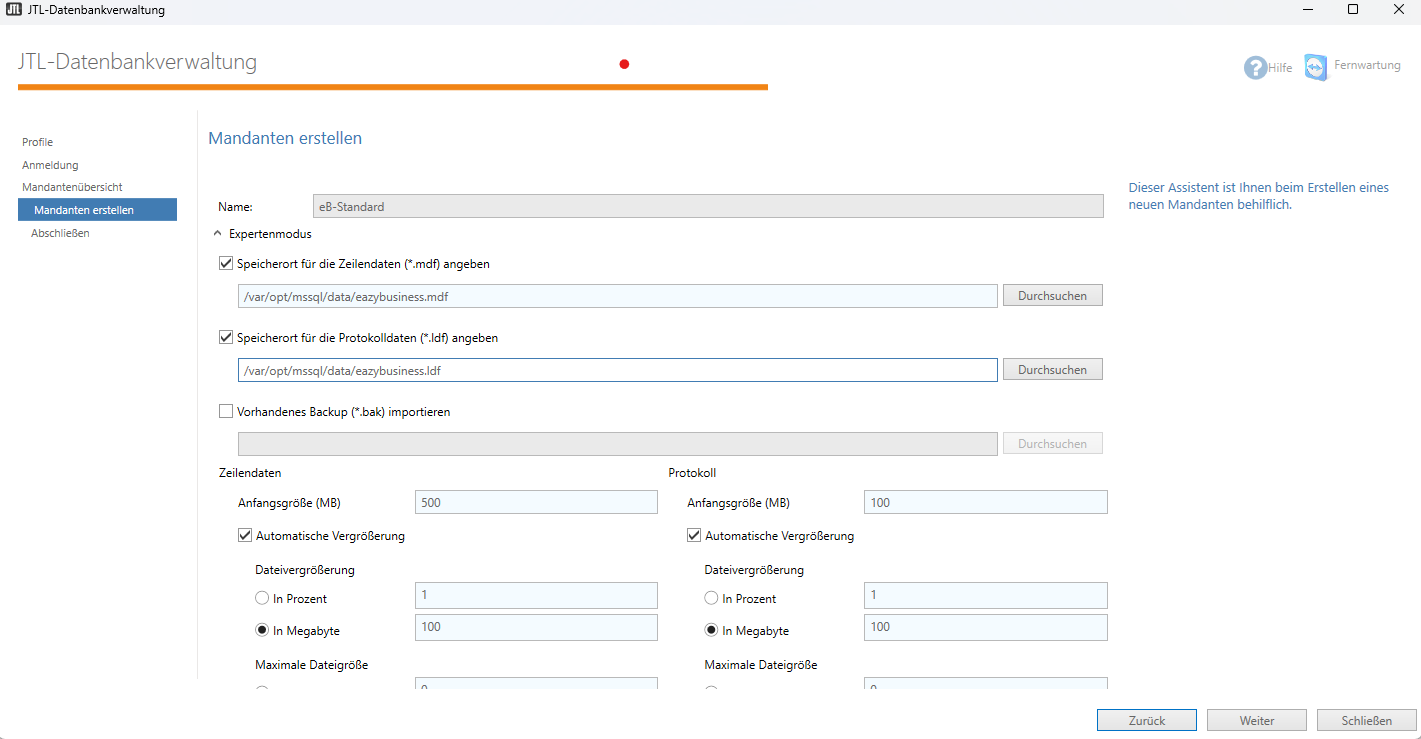 JTL JTL-Datenbankverwaltung
JTL-Datenbankverwaltung
? Hilfe
Fernwartung
Profile
Anmeldung
Mandantenübersicht
Mandanten erstellen
Abschließen
Mandanten erstellen
Dieser Assistent ist Ihnen beim Erstellen eines
neuen Mandanten behilflich.
Name: eB-Standard
Expertenmodus
Speicherort für die Zeilendaten (*.mdf) angeben
/var/opt/mssql/data/eazybusiness.mdf Durchsuchen
Speicherort für die Protokolldaten (*.ldf) angeben
/var/opt/mssql/data/eazybusiness.ldf Durchsuchen
Vorhandenes Backup (*.bak) importieren
Durchsuchen
Zeilendaten Protokoll
Anfangsgröße (MB) 500 Anfangsgröße (MB) 100
Automatische Vergrößerung Automatische Vergrößerung
Dateivergrößerung Dateivergrößerung
In Prozent 1 In Prozent 1
In Megabyte 100 In Megabyte 100
Maximale Dateigröße Maximale Dateigröße
Zurück Weiter Schließen